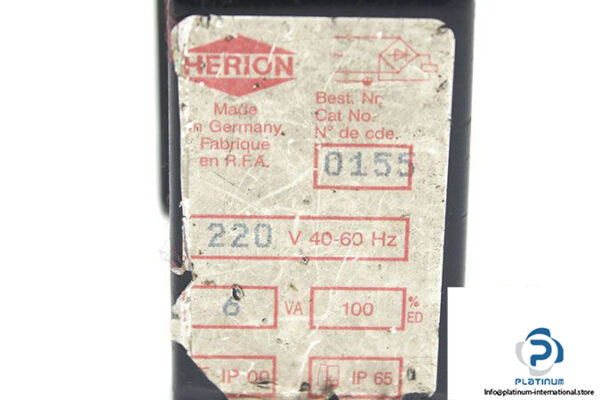 HERION
Made
in Germany
Fabrique
en R.F.A.
Best. Nr.
Cat No.
N° de cde.
0155
220 V 40-60 Hz
6 VA 100 % ED
IP 00 IP 65
PLATINUM
info@platinum-international.store